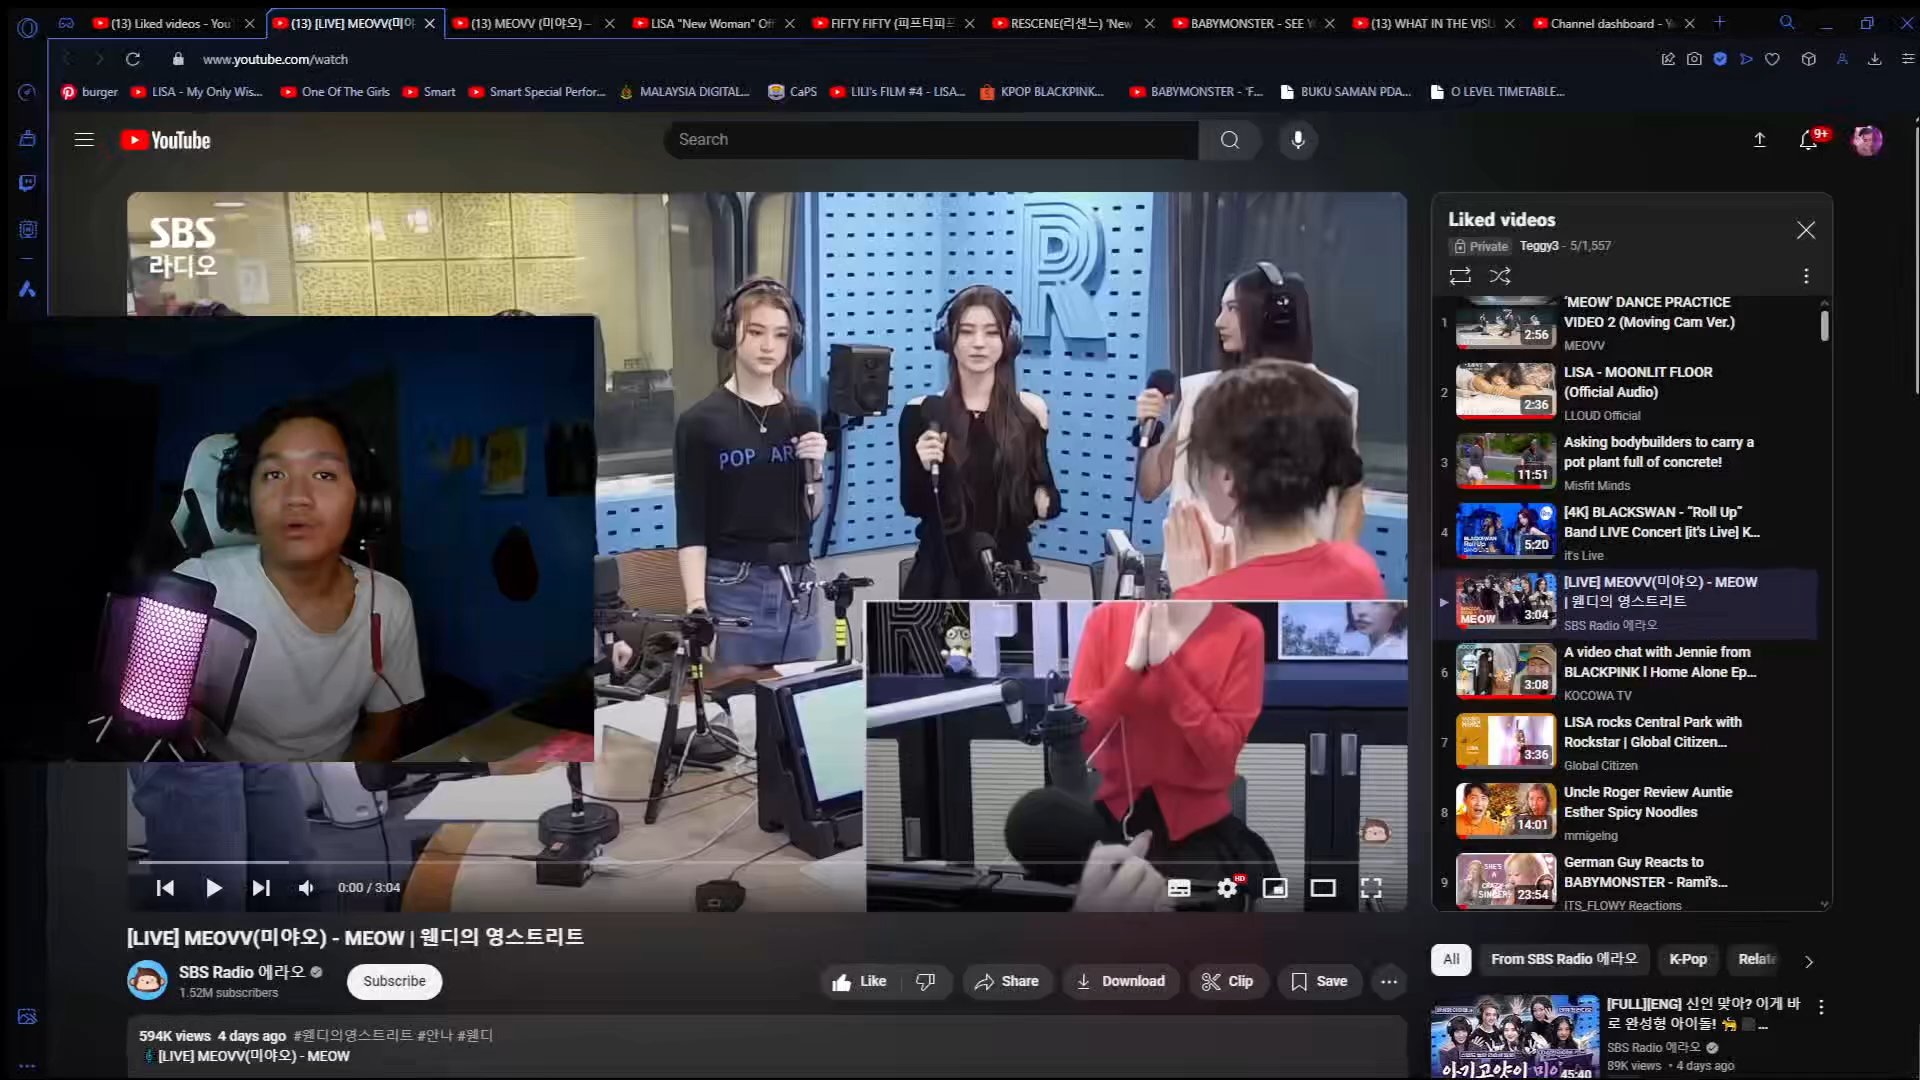 (13) Liked videos - You
(13) [LIVE] MEOVV(미야
(13) MEOVV (미야오) –
LISA "New Woman" Off
FIFTY FIFTY (피프티피프
RESCENE(리센느) 'New
BABYMONSTER - SEE Y
(13) WHAT IN THE VISU
Channel dashboard - Y
www.youtube.com/watch
burger
LISA - My Only Wis...
One Of The Girls
Smart
Smart Special Perfor...
MALAYSIA DIGITAL...
CaPS
LILI's FILM #4 - LISA...
KPOP BLACKPINK...
BABYMONSTER - 'F...
BUKU SAMAN PDA...
O LEVEL TIMETABLE...
YouTube
Search
9+
SBS
라디오
R
POP AR
0:00 / 3:04
HD
[LIVE] MEOVV(미야오) - MEOW | 웬디의 영스트리트
SBS Radio 에라오
1.52M subscribers
Subscribe
Like
Share
Download
Clip
Save
594K views 4 days ago #웬디의영스트리트 #안나 #웬디
[LIVE] MEOVV(미야오) - MEOW
Liked videos
Private Teggy3 - 5/1,557
1
2:56
'MEOW' DANCE PRACTICE
VIDEO 2 (Moving Cam Ver.)
MEOVV
2
2:36
LISA - MOONLIT FLOOR
(Official Audio)
LLOUD Official
3
11:51
Asking bodybuilders to carry a
pot plant full of concrete!
Misfit Minds
4
5:20
[4K] BLACKSWAN - “Roll Up”
Band LIVE Concert [it's Live] K...
it's Live
MEOW
3:04
[LIVE] MEOVV(미야오) - MEOW
| 웬디의 영스트리트
SBS Radio 에라오
6
3:08
A video chat with Jennie from
BLACKPINK l Home Alone Ep...
KOCOWA TV
7
3:36
LISA rocks Central Park with
Rockstar | Global Citizen...
Global Citizen
8
14:01
Uncle Roger Review Auntie
Esther Spicy Noodles
mrnigelng
9
23:54
German Guy Reacts to
BABYMONSTER - Rami's...
ITS_FLOWY Reactions
All
From SBS Radio 에라오
K-Pop
Relate
45:40
[FULL][ENG] 신인 맞아? 이게 바
로 완성형 아이돌!
SBS Radio 에라오
89K views • 4 days ago